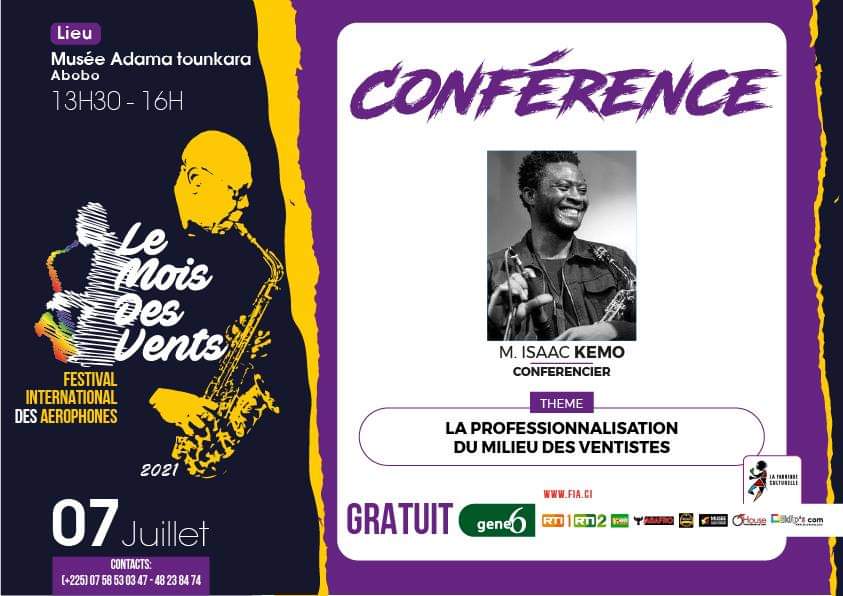 Lieu
Musée Adama tounkara
Abobo
13H30 - 16H
Le
Mois
Des
Vents
FESTIVAL
INTERNATIONAL
DES AEROPHONES
2021
07 Juillet
CONTACTS:
(+225) 07 58 53 03 47 - 48 23 84 74
CONFÉRENCE
M. ISAAC KEMO
CONFERENCIER
THEME
LA PROFESSIONNALISATION
DU MILIEU DES VENTISTES
LA FABRIQUE
CULTURELLE
WWW.FIA.CI
GRATUIT
gene6
RTI 1
RTI 2
House